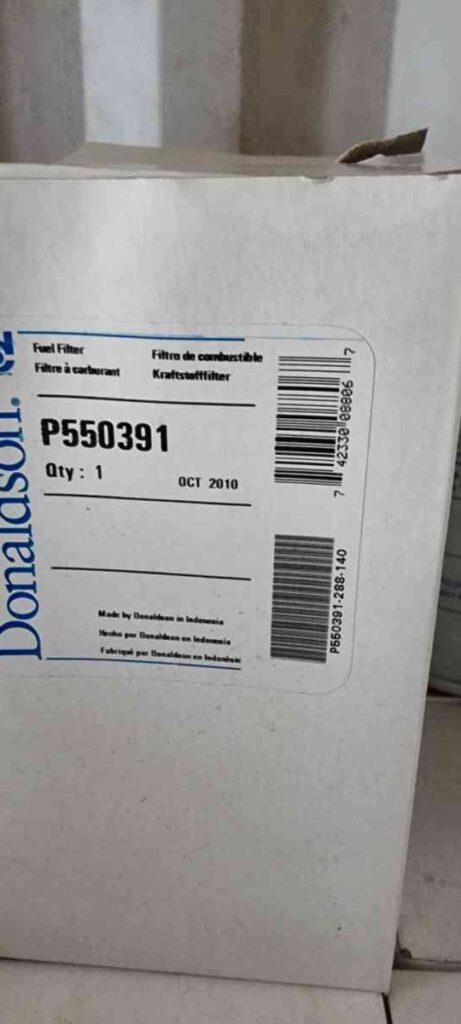 Donaldson.
Fuel Filter
Filtro de combustible
Filtre à carburant
Kraftstofffilter
P550391
Qty : 1
OCT 2010
Made by Donaldson in Indonesia
Hecho por Donaldson en Indonesia
Fabriqué par Donaldson en Indonésie
7 42330 08806 7
P550391-288-140